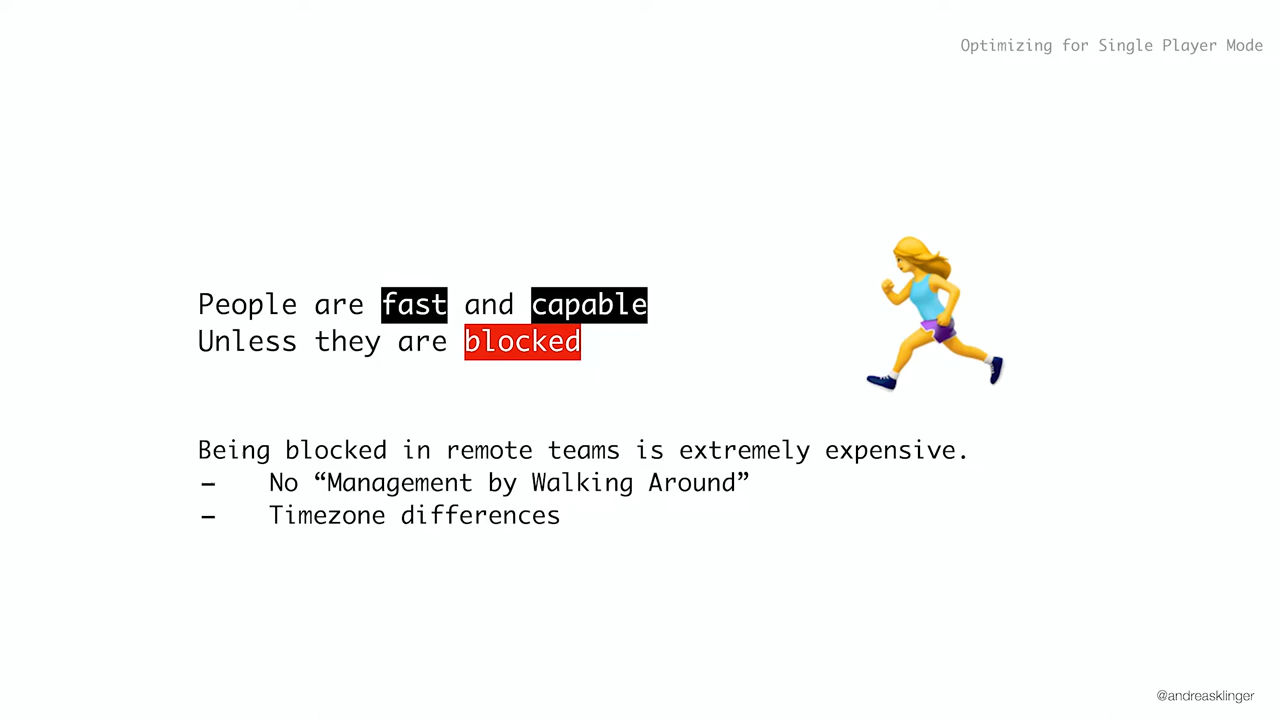 Optimizing for Single Player Mode
People are fast and capable
Unless they are blocked
Being blocked in remote teams is extremely expensive.
– No “Management by Walking Around”
– Timezone differences
@andreasklinger